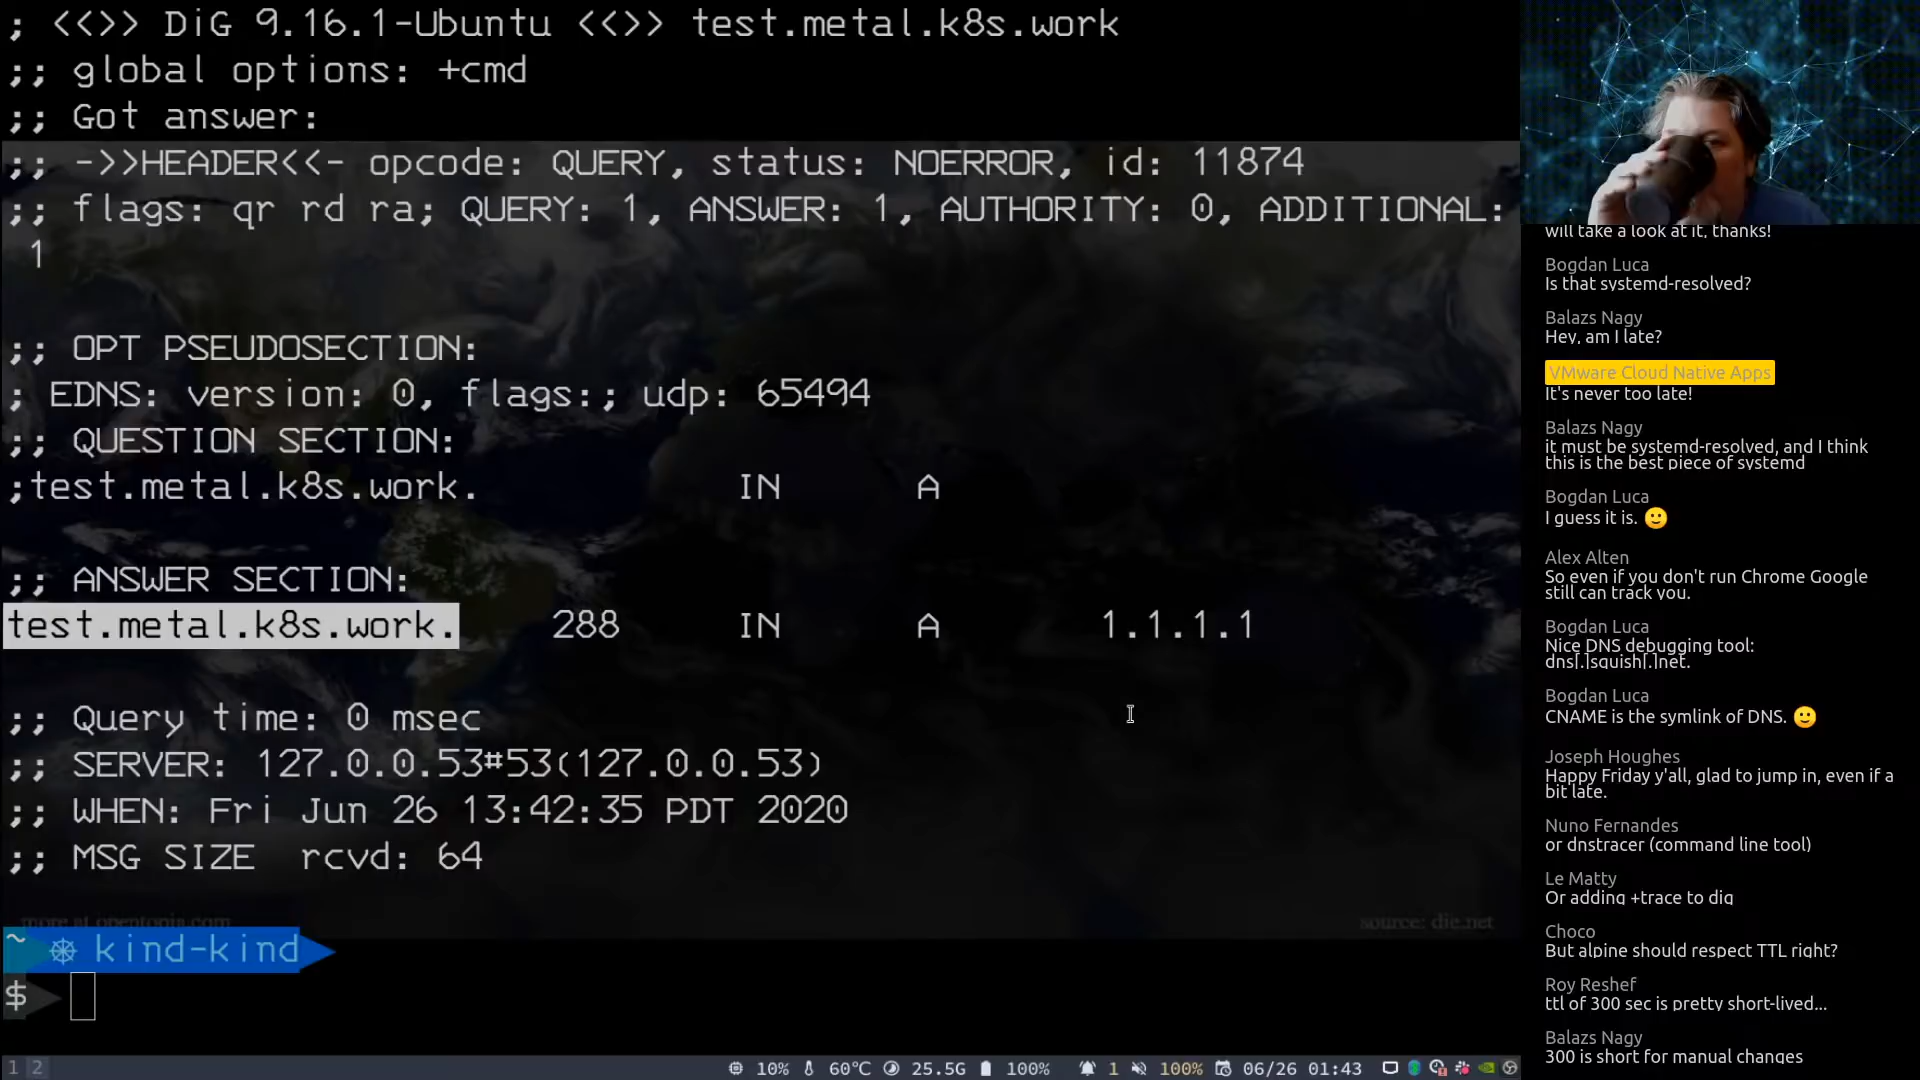 ; <<>> DiG 9.16.1-Ubuntu <<>> test.metal.k8s.work
;; global options: +cmd
;; Got answer:
;; ->>HEADER<<- opcode: QUERY, status: NOERROR, id: 11874
;; flags: qr rd ra; QUERY: 1, ANSWER: 1, AUTHORITY: 0, ADDITIONAL:
1
;; OPT PSEUDOSECTION:
; EDNS: version: 0, flags:; udp: 65494
;; QUESTION SECTION:
;test.metal.k8s.work. IN A
;; ANSWER SECTION:
test.metal.k8s.work. 288 IN A 1.1.1.1
;; Query time: 0 msec
;; SERVER: 127.0.0.53#53(127.0.0.53)
;; WHEN: Fri Jun 26 13:42:35 PDT 2020
;; MSG SIZE rcvd: 64
more at opentopia.com
source: die.net
~ kind-kind
$
1 2
10% 60°C 25.5G 100% 1 100% 06/26 01:43
will take a look at it, thanks!
Bogdan Luca
Is that systemd-resolved?
Balazs Nagy
Hey, am I late?
VMware Cloud Native Apps
It's never too late!
Balazs Nagy
it must be systemd-resolved, and I think
this is the best piece of systemd
Bogdan Luca
I guess it is. 🙂
Alex Alten
So even if you don't run Chrome Google
still can track you.
Bogdan Luca
Nice DNS debugging tool:
dns[.]squish[.]net.
Bogdan Luca
CNAME is the symlink of DNS. 🙂
Joseph Houghes
Happy Friday y'all, glad to jump in, even if a
bit late.
Nuno Fernandes
or dnstracer (command line tool)
Le Matty
Or adding +trace to dig
Choco
But alpine should respect TTL right?
Roy Reshef
ttl of 300 sec is pretty short-lived...
Balazs Nagy
300 is short for manual changes